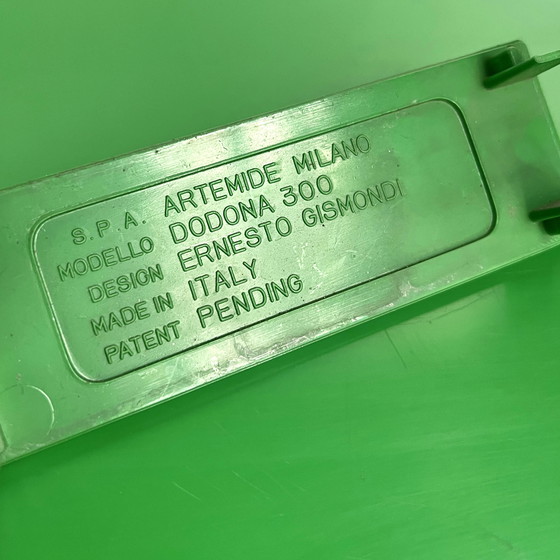 S.P.A. ARTEMIDE MILANO
MODELLO DODONA 300
DESIGN ERNESTO GISMONDI
MADE IN ITALY
PATENT PENDING